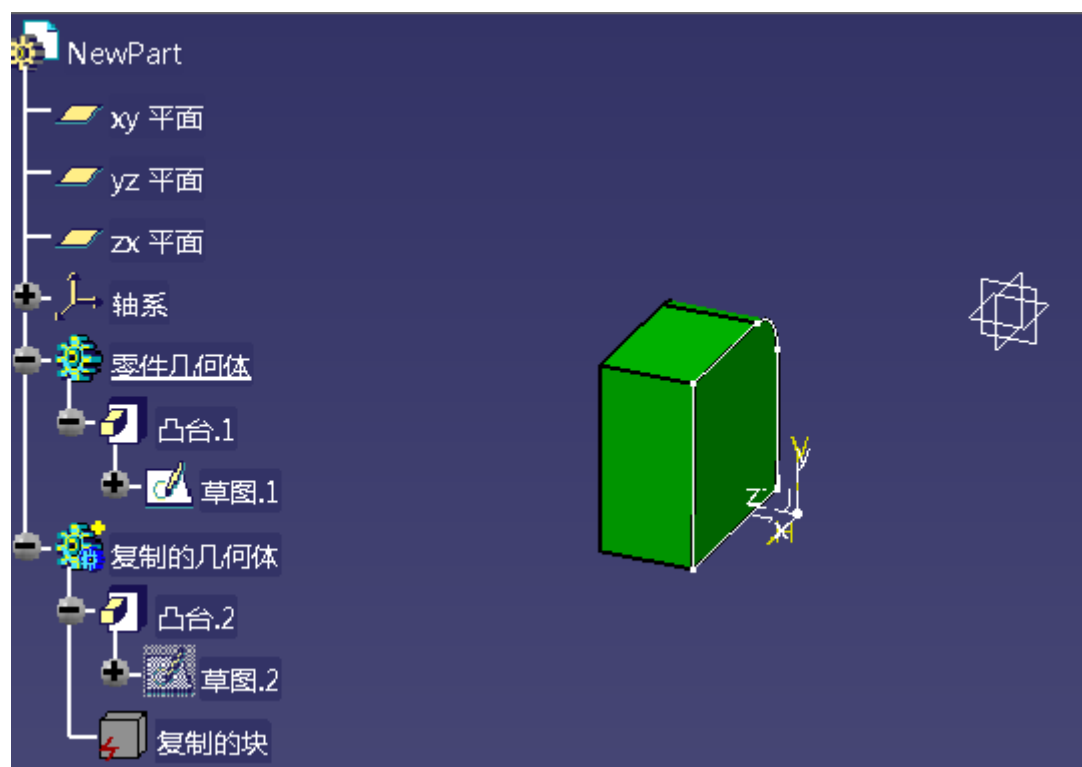 NewPart
xy 平面
yz 平面
zx 平面
轴系
零件几何体
凸台.1
草图.1
复制的几何体
凸台.2
草图.2
复制的块
y
z
x